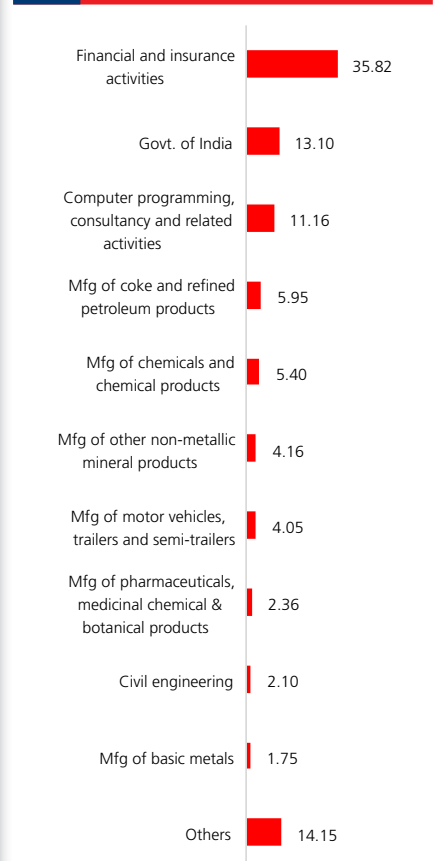 Financial and insurance
activities
35.82
Govt. of India
13.10
Computer programming,
consultancy and related
activities
11.16
Mfg of coke and refined
petroleum products
5.95
Mfg of chemicals and
chemical products
5.40
Mfg of other non-metallic
mineral products
4.16
Mfg of motor vehicles,
trailers and semi-trailers
4.05
Mfg of pharmaceuticals,
medicinal chemical &
botanical products
2.36
Civil engineering
2.10
Mfg of basic metals
1.75
Others
14.15